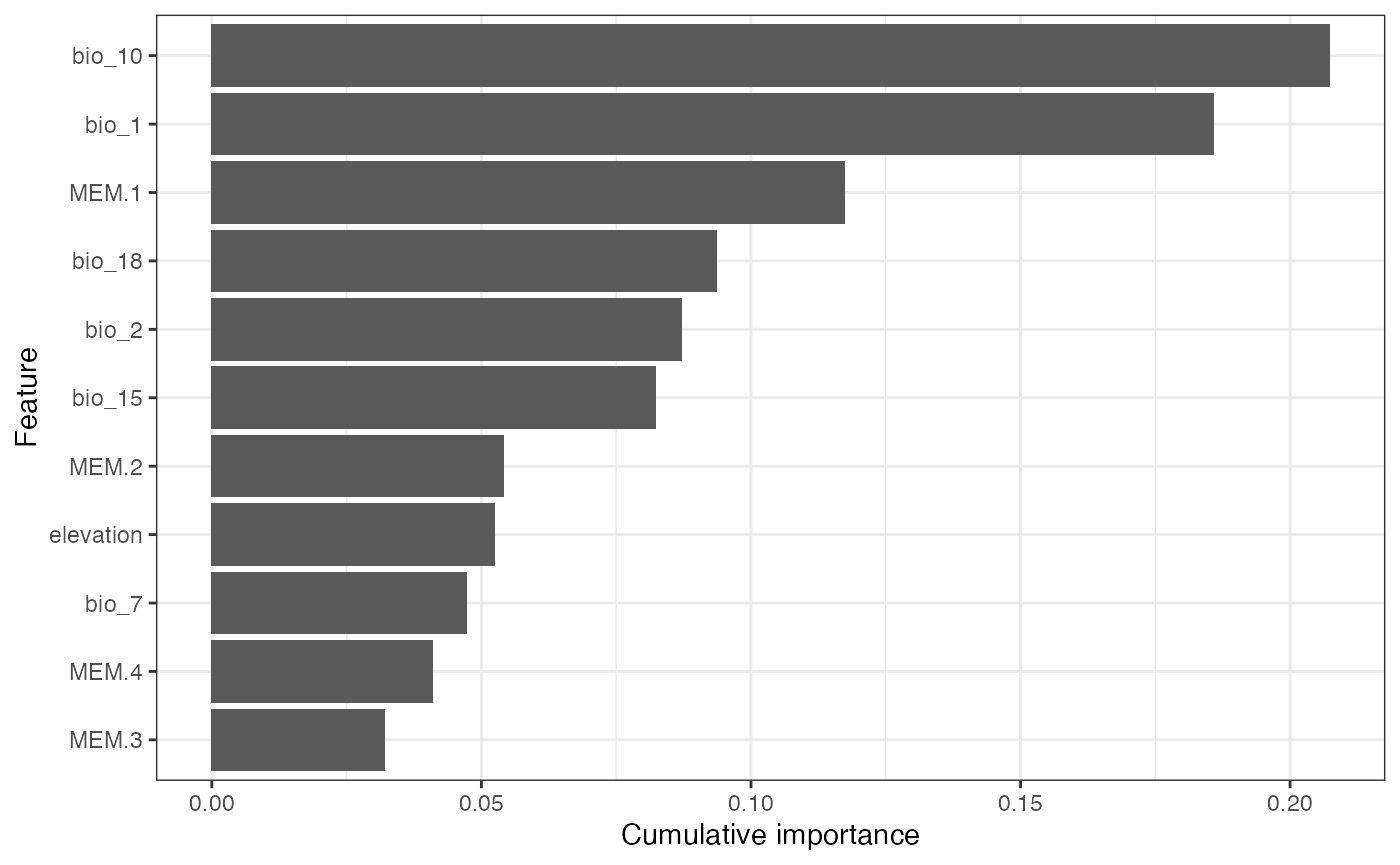 bio_10
bio_1
MEM.1
bio_18
bio_2
bio_15
MEM.2
elevation
bio_7
MEM.4
MEM.3
Feature
0.00 0.05 0.10 0.15 0.20
Cumulative importance